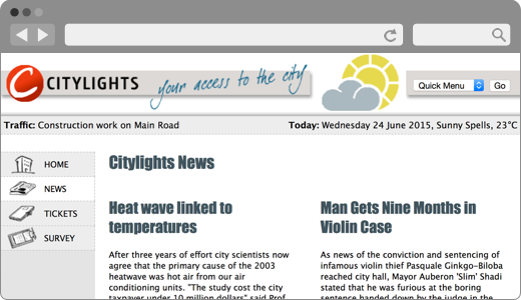 CITYLIGHTS your access to the city
Quick Menu Go
Traffic: Construction work on Main Road
Today: Wednesday 24 June 2015, Sunny Spells, 23°C
HOME
NEWS
TICKETS
SURVEY
Citylights News
Heat wave linked to
temperatures
After three years of effort city scientists now
agree that the primary cause of the 2003
heatwave was hot air from our air
conditioning units. "The study cost the city
taxpayer under 10 million dollars" said Prof
Man Gets Nine Months in
Violin Case
As news of the conviction and sentencing of
infamous violin thief Pasquale Ginkgo-Biloba
reached city hall, Mayor Auberon 'Slim' Shadi
stated that he was furious at the boring
sentence handed down by the judge in the